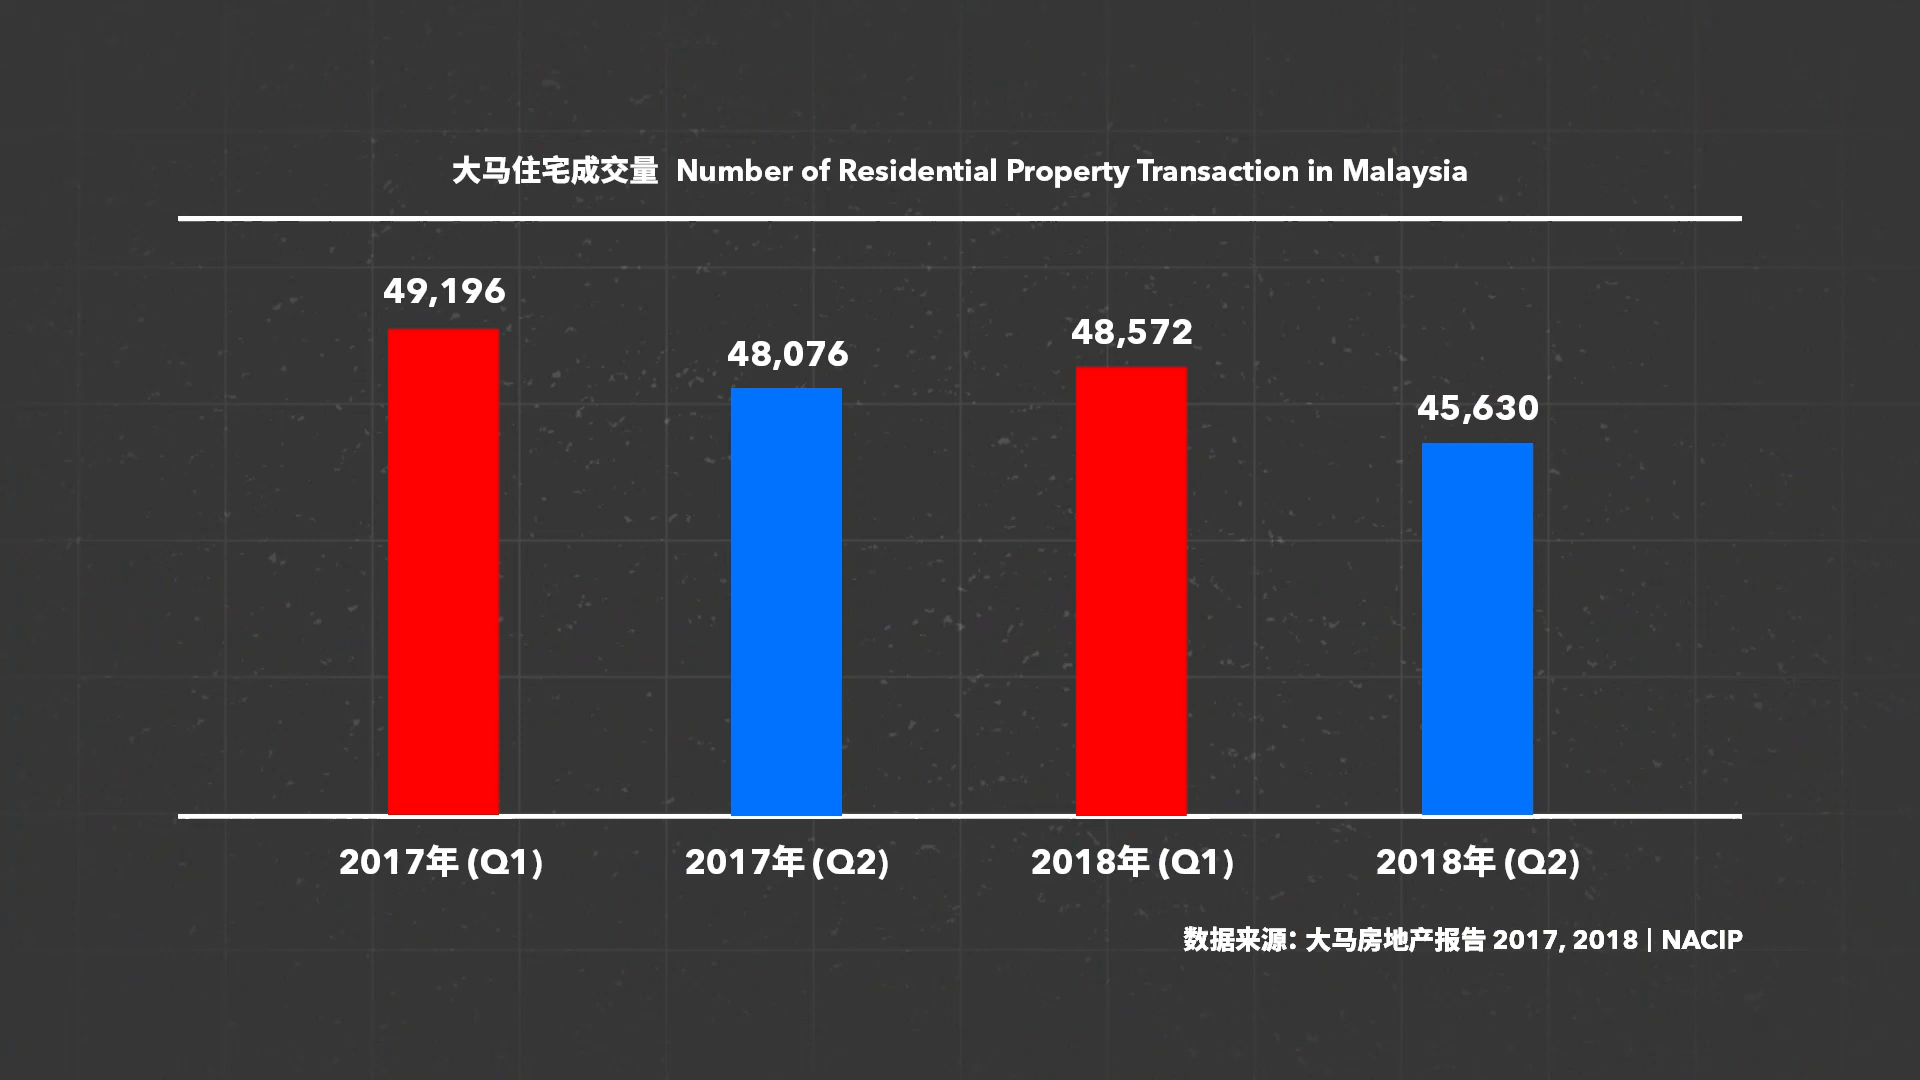 大马住宅成交量 Number of Residential Property Transaction in Malaysia
49,196
48,076
48,572
45,630
2017年 (Q1)
2017年 (Q2)
2018年 (Q1)
2018年 (Q2)
数据来源: 大马房地产报告 2017, 2018 | NACIP